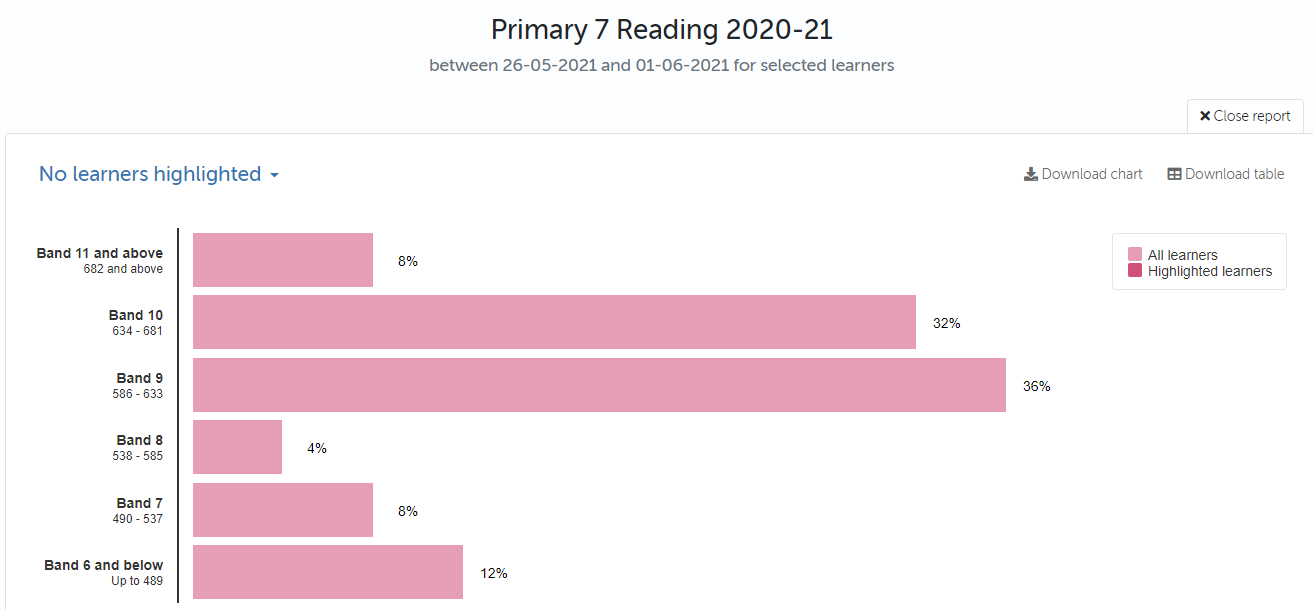 Primary 7 Reading 2020-21
between 26-05-2021 and 01-06-2021 for selected learners
Close report
No learners highlighted
Download chart
Download table
Band 11 and above
682 and above
8%
All learners
Highlighted learners
Band 10
634 - 681
32%
Band 9
586 - 633
36%
Band 8
538 - 585
4%
Band 7
490 - 537
8%
Band 6 and below
Up to 489
12%